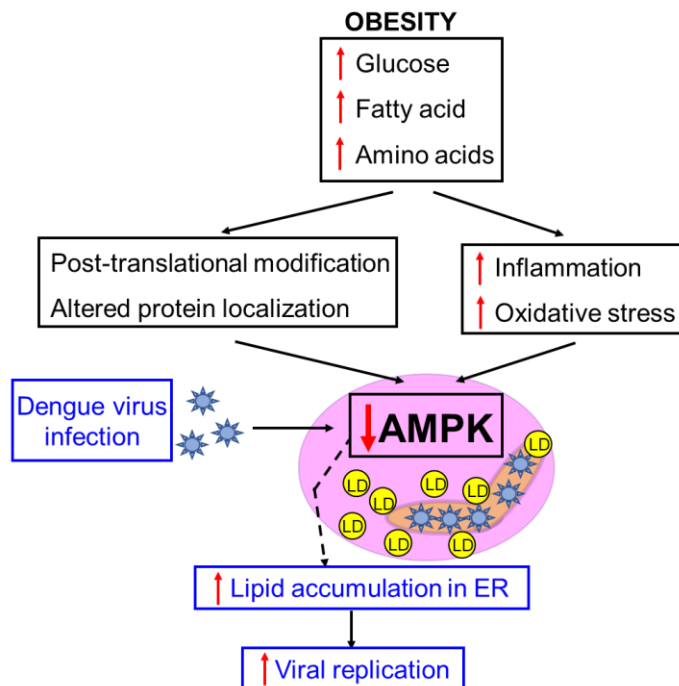 OBESITY
Glucose
Fatty acid
Amino acids
Post-translational modification
Altered protein localization
Inflammation
Oxidative stress
Dengue virus
infection
AMPK
LD
LD
LD
LD
LD
LD
LD
LD
LD
Lipid accumulation in ER
Viral replication